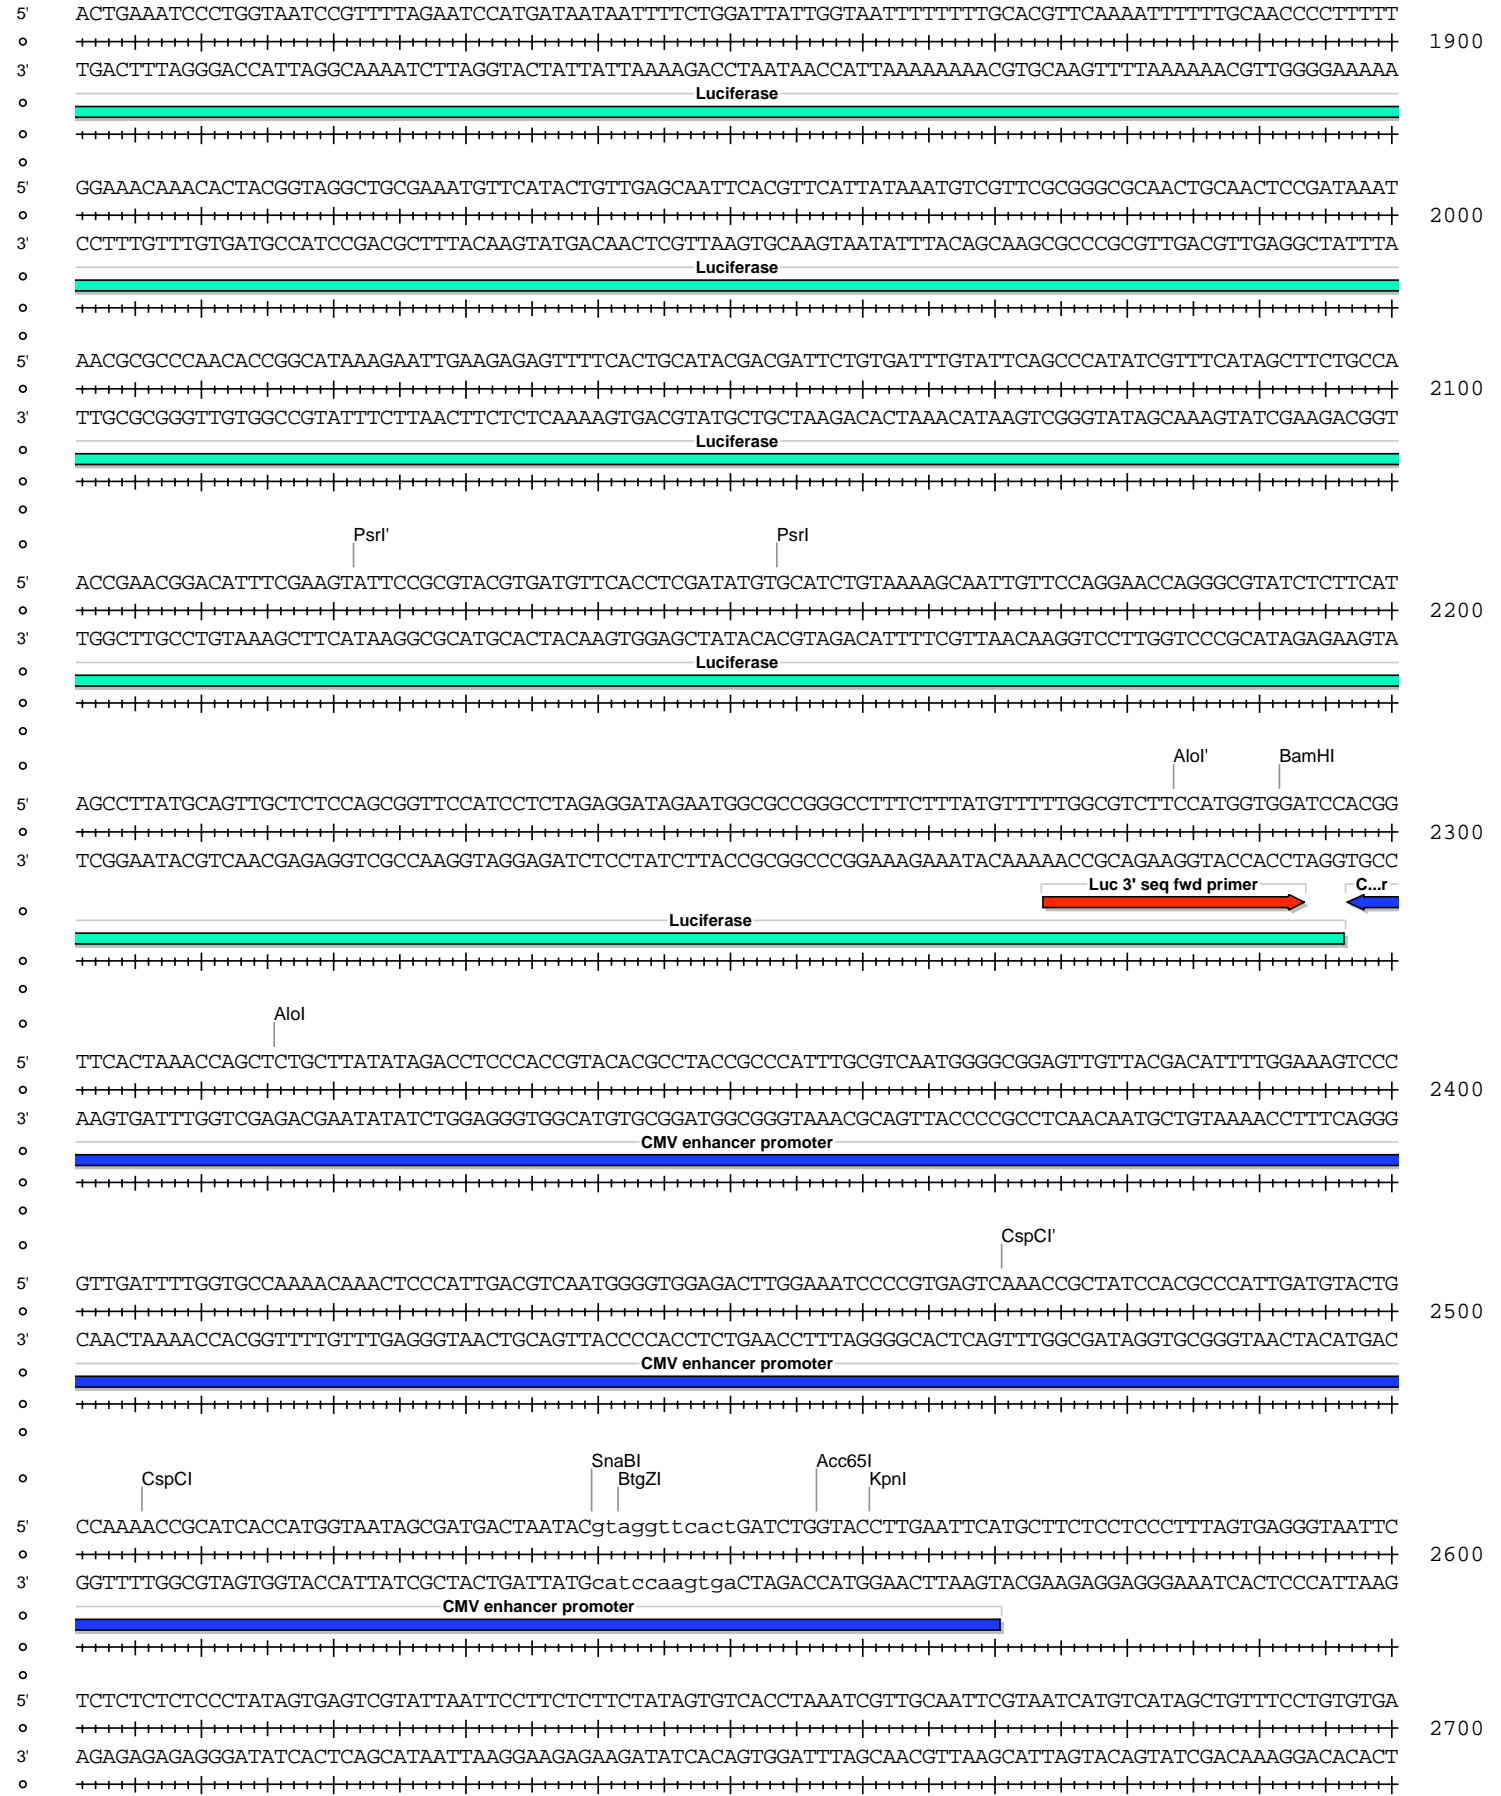 5' ACTGAAATCCCTGGTAATCCGTTTTAGAATCCATGATAATAATTTTCTGGATTATTGGTAATTTTTTTTGCACGTTCAAAATTTTTTGCAACCCCTTTTT
1900
3' TGACTTTAGGGACCATTAGGCAAAATCTTAGGTACTATTATTAAAAGACCTAATAACCATTAAAAAAAACGTGCAAGTTTTAAAAAACGTTGGGGAAAAA
Luciferase
5' GGAAACAAACACTACGGTAGGCTGCGAAATGTTCATACTGTTGAGCAATTCACGTTCATTATAAATGTCGTTCGCGGGCGCAACTGCAACTCCGATAAAT
2000
3' CCTTTGTTTGTGATGCCATCCGACGCTTTACAAGTATGACAACTCGTTAAGTGCAAGTAATATTTACAGCAAGCGCCCGCGTTGACGTTGAGGCTATTTA
Luciferase
5' AACGCGCCCAACACCGGCATAAAGAATTGAAGAGAGTTTTCACTGCATACGACGATTCTGTGATTTGTATTCAGCCCATATCGTTTCATAGCTTCTGCCA
2100
3' TTGCGCGGGTTGTGGCCGTATTTCTTAACTTCTCTCAAAAGTGACGTATGCTGCTAAGACACTAAACATAAGTCGGGTATAGCAAAGTATCGAAGACGGT
Luciferase
PsrI' PsrI
5' ACCGAACGGACATTTCGAAGTATTCCGCGTACGTGATGTTCACCTCGATATGTGCATCTGTAAAAGCAATTGTTCCAGGAACCAGGGCGTATCTCTTCAT
2200
3' TGGCTTGCCTGTAAAGCTTCATAAGGCGCATGCACTACAAGTGGAGCTATACACGTAGACATTTTCGTTAACAAGGTCCTTGGTCCCGCATAGAGAAGTA
Luciferase
AloI' BamHI
5' AGCCTTATGCAGTTGCTCTCCAGCGGTTCCATCCTCTAGAGGATAGAATGGCGCCGGGCCTTTCTTTATGTTTTTGGCGTCTTCCATGGTGGATCCACGG
2300
3' TCGGAATACGTCAACGAGAGGTCGCCAAGGTAGGAGATCTCCTATCTTACCGCGGCCCGGAAAGAAATACAAAAACCGCAGAAGGTACCACCTAGGTGCC
Luc 3' seq fwd primer C...r
Luciferase
AloI
5' TTCACTAAACCAGCTCTGCTTATATAGACCTCCCACCGTACACGCCTACCGCCCATTTGCGTCAATGGGGCGGAGTTGTTACGACATTTTGGAAAGTCCC
2400
3' AAGTGATTTGGTCGAGACGAATATATCTGGAGGGTGGCATGTGCGGATGGCGGGTAAACGCAGTTACCCCGCCTCAACAATGCTGTAAAACCTTTCAGGG
CMV enhancer promoter
CspCI'
5' GTTGATTTTGGTGCCAAAACAAACTCCCATTGACGTCAATGGGGTGGAGACTTGGAAATCCCCGTGAGTCAAACCGCTATCCACGCCCATTGATGTACTG
2500
3' CAACTAAAACCACGGTTTTGTTTGAGGGTAACTGCAGTTACCCCACCTCTGAACCTTTAGGGGCACTCAGTTTGGCGATAGGTGCGGGTAACTACATGAC
CMV enhancer promoter
SnaBI Acc65I
CspCI BtgZI KpnI
5' CCAAAACCGCATCACCATGGTAATAGCGATGACTAATACgtaggttcactGATCTGGTACCTTGAATTCATGCTTCTCCTCCCTTTAGTGAGGGTAATTC
2600
3' GGTTTTGGCGTAGTGGTACCATTATCGCTACTGATTATGcatccaagtgaCTAGACCATGGAACTTAAGTACGAAGAGGAGGGAAATCACTCCCATTAAG
CMV enhancer promoter
5' TCTCTCTCTCCCTATAGTGAGTCGTATTAATTCCTTCTCTTCTATAGTGTCACCTAAATCGTTGCAATTCGTAATCATGTCATAGCTGTTTCCTGTGTGA
2700
3' AGAGAGAGAGGGATATCACTCAGCATAATTAAGGAAGAGAAGATATCACAGTGGATTTAGCAACGTTAAGCATTAGTACAGTATCGACAAAGGACACACT